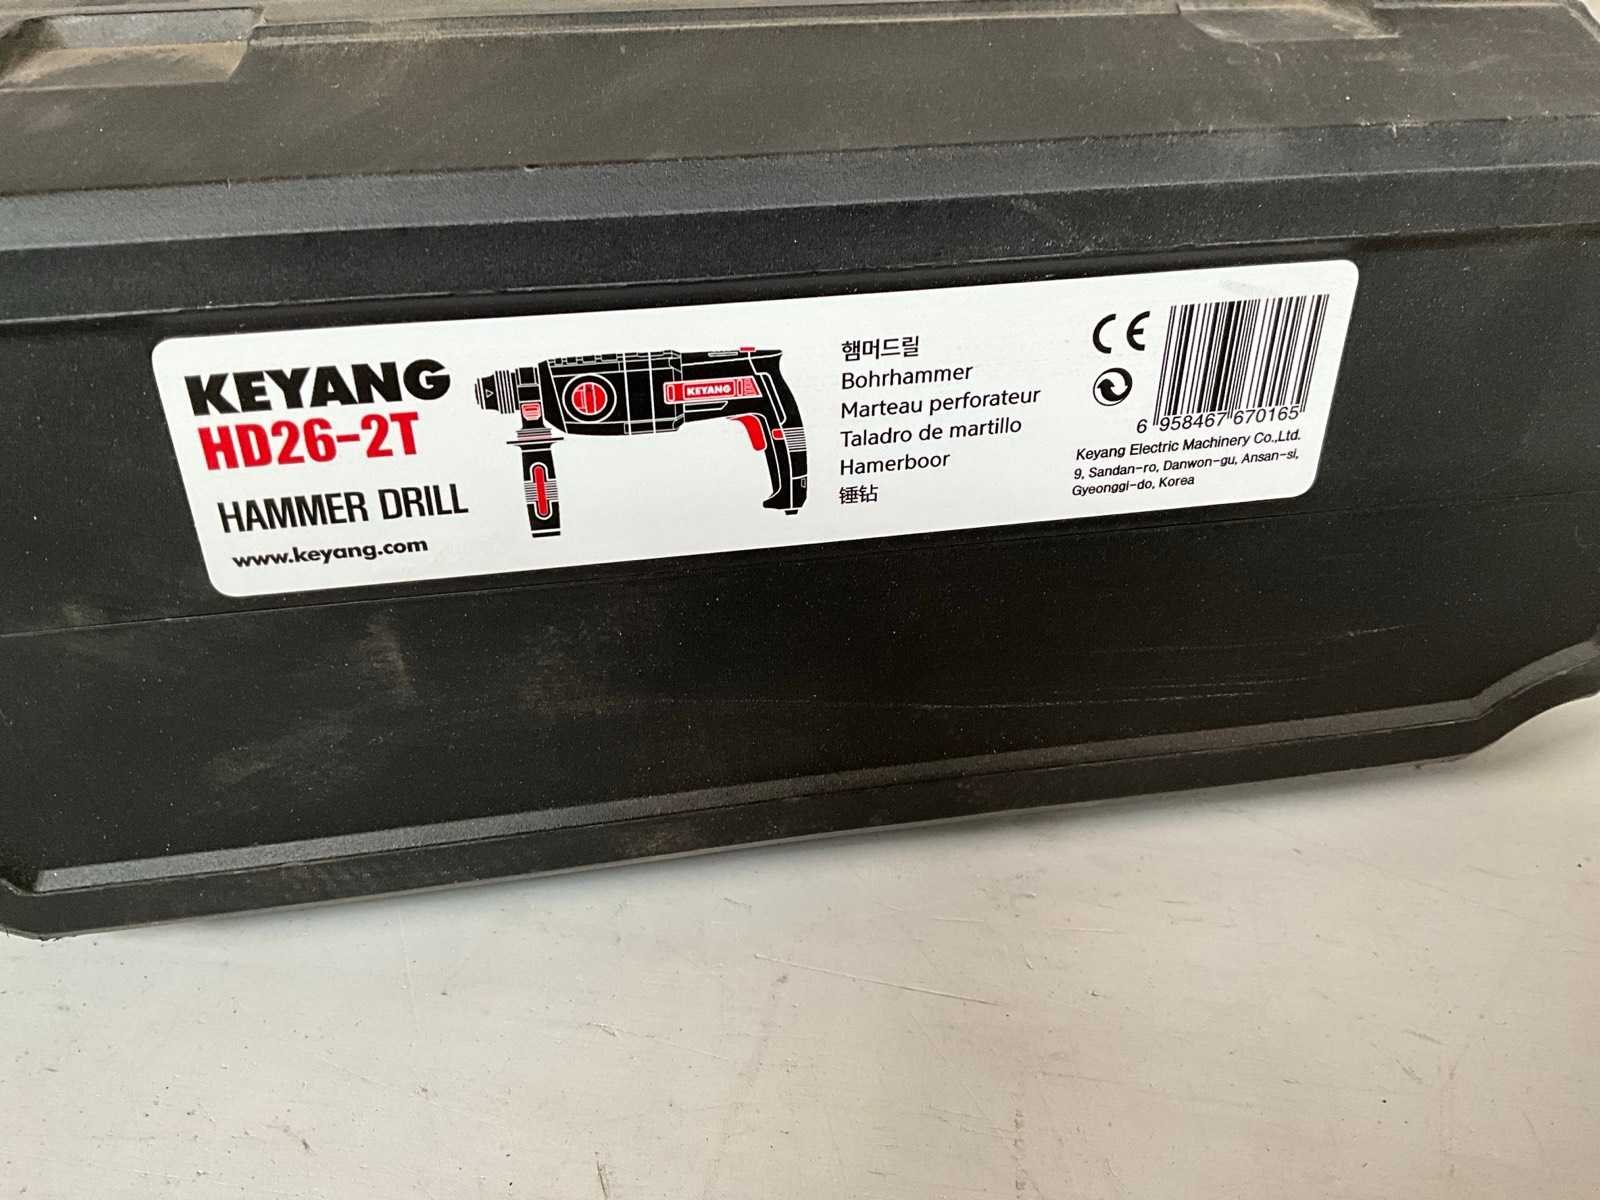 KEYANG
HD26-2T
HAMMER DRILL
www.keyang.com
KEYANG
햄머드릴
Bohrhammer
Marteau perforateur
Taladro de martillo
Hamerboor
锤钻
CE
6 958467 670165
Keyang Electric Machinery Co.,Ltd.
9, Sandan-ro, Danwon-gu, Ansan-si,
Gyeonggi-do, Korea